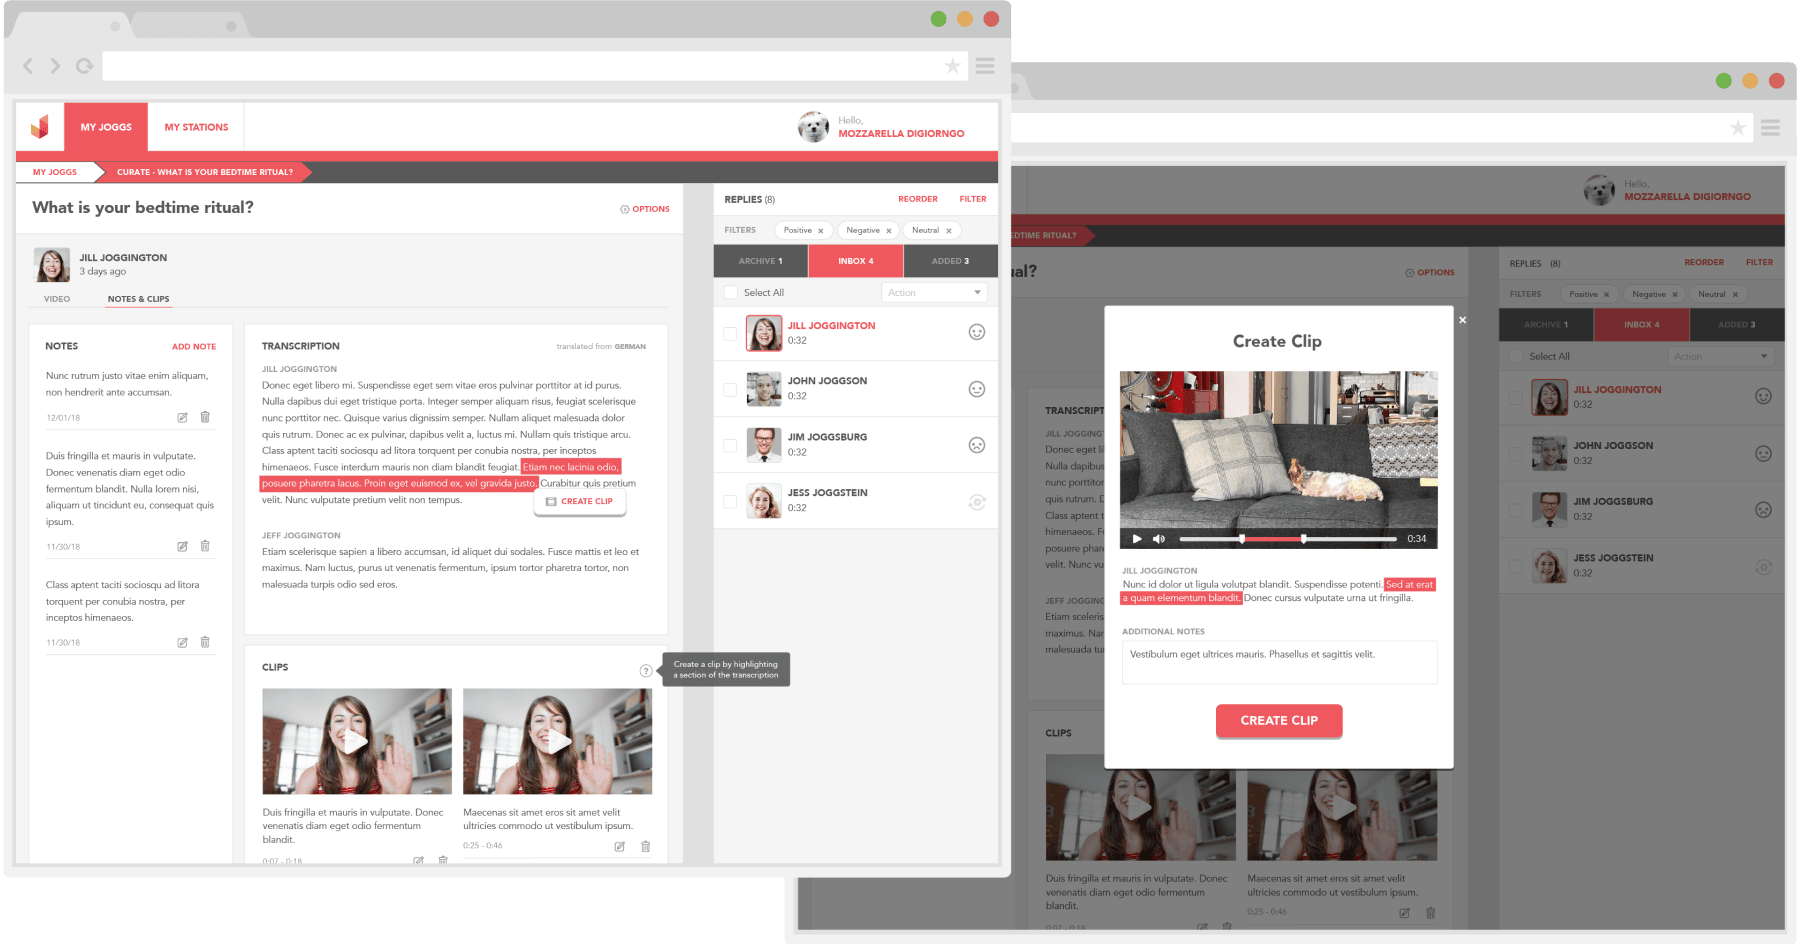 MY JOGGS
MY STATIONS
Hello,
MOZZARELLA DIGIORNGO
MY JOGGS
CURATE - WHAT IS YOUR BEDTIME RITUAL?
What is your bedtime ritual?
OPTIONS
JILL JOGGINGTON
3 days ago
VIDEO
NOTES & CLIPS
NOTES
ADD NOTE
Nunc rutrum justo vitae enim aliquam,
non hendrerit ante accumsan.
12/01/18
Duis fringilla et mauris in vulputate.
Donec venenatis diam eget odio
fermentum blandit. Nulla lorem nisi,
aliquam ut tincidunt eu, consequat quis
ipsum.
11/30/18
Class aptent taciti sociosqu ad litora
torquent per conubia nostra, per
inceptos himenaeos.
11/30/18
TRANSCRIPTION
translated from GERMAN
JILL JOGGINGTON
Donec eget libero mi. Suspendisse eget sem vitae eros pulvinar porttitor at id purus.
Nulla dapibus dui eget tristique porta. Integer semper aliquam risus, feugiat scelerisque
nunc porttitor nec. Quisque varius dignissim semper. Nullam aliquet malesuada dolor
quis rutrum. Donec ac ex pulvinar, dapibus velit a, luctus mi. Nullam quis tristique arcu.
Class aptent taciti sociosqu ad litora torquent per conubia nostra, per inceptos
himenaeos. Fusce interdum mauris non diam blandit feugiat. Etiam nec lacinia odio,
posuere pharetra lacus. Proin eget euismod ex, vel gravida justo. Curabitur quis pretium
velit. Nunc vulputate pretium velit non tempus.
CREATE CLIP
JEFF JOGGINGTON
Etiam scelerisque sapien a libero accumsan, id aliquet dui sodales. Fusce mattis et leo et
maximus. Nam luctus, purus ut venenatis fermentum, ipsum tortor pharetra tortor, non
malesuada turpis odio sed eros.
CLIPS
?
Create a clip by highlighting
a section of the transcription
Duis fringilla et mauris in vulputate. Donec
venenatis diam eget odio fermentum
blandit.
0:07 - 0:18
Maecenas sit amet eros sit amet velit
ultricies commodo ut vestibulum ipsum.
0:25 - 0:46
REPLIES (8)
REORDER
FILTER
FILTERS
Positive x
Negative x
Neutral x
ARCHIVE 1
INBOX 4
ADDED 3
Select All
Action
JILL JOGGINGTON
0:32
JOHN JOGGSON
0:32
JIM JOGGSBURG
0:32
JESS JOGGSTEIN
0:32
Hello,
MOZZARELLA DIGIORNGO
EDTIME RITUAL?
ual?
OPTIONS
REPLIES (8)
REORDER
FILTER
FILTERS
Positive x
Negative x
Neutral x
ARCHIVE 1
INBOX 4
ADDED 3
Select All
Action
JILL JOGGINGTON
0:32
JOHN JOGGSON
0:32
JIM JOGGSBURG
0:32
JESS JOGGSTEIN
0:32
TRANSCRIPT
JILL JOGGING
Donec eget l
Nulla dapibus
nunc porttito
quis rutrum. D
Class aptent t
himenaeos. F
posuere phar
velit. Nunc vu
JEFF JOGGING
Etiam sceleris
maximus. Nar
malesuada tu
CLIPS
Duis fringilla et mauris in vulputate. Donec
venenatis diam eget odio fermentum
blandit.
0:07 - 0:18
Maecenas sit amet eros sit amet velit
ultricies commodo ut vestibulum ipsum.
0:25 - 0:46
Create Clip
0:34
JILL JOGGINGTON
Nunc id dolor ut ligula volutpat blandit. Suspendisse potenti. Sed at erat
a quam elementum blandit. Donec cursus vulputate urna ut fringilla.
ADDITIONAL NOTES
Vestibulum eget ultrices mauris. Phasellus et sagittis velit.
CREATE CLIP